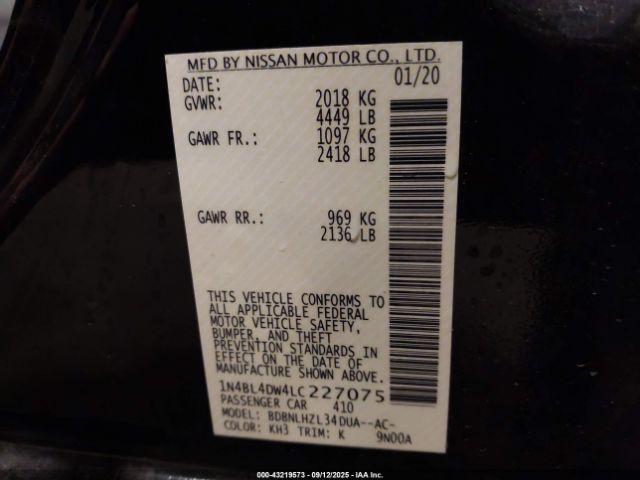 MFD BY NISSAN MOTOR CO., LTD.
DATE: 01/20
GVWR: 2018 KG
4449 LB
GAWR FR.: 1097 KG
2418 LB
GAWR RR.: 969 KG
2136 LB
THIS VEHICLE CONFORMS TO
ALL APPLICABLE FEDERAL
MOTOR VEHICLE SAFETY,
BUMPER, AND THEFT
PREVENTION STANDARDS IN
EFFECT ON THE DATE OF
MANUFACTURE SHOWN ABOVE.
1N4BL4DW4LC227075
PASSENGER CAR 410
MODEL: BDBNLHZL34DUA--AC-
COLOR: KH3 TRIM: K 9N00A
000-43219573 - 09/12/2025 - © IAA Inc.